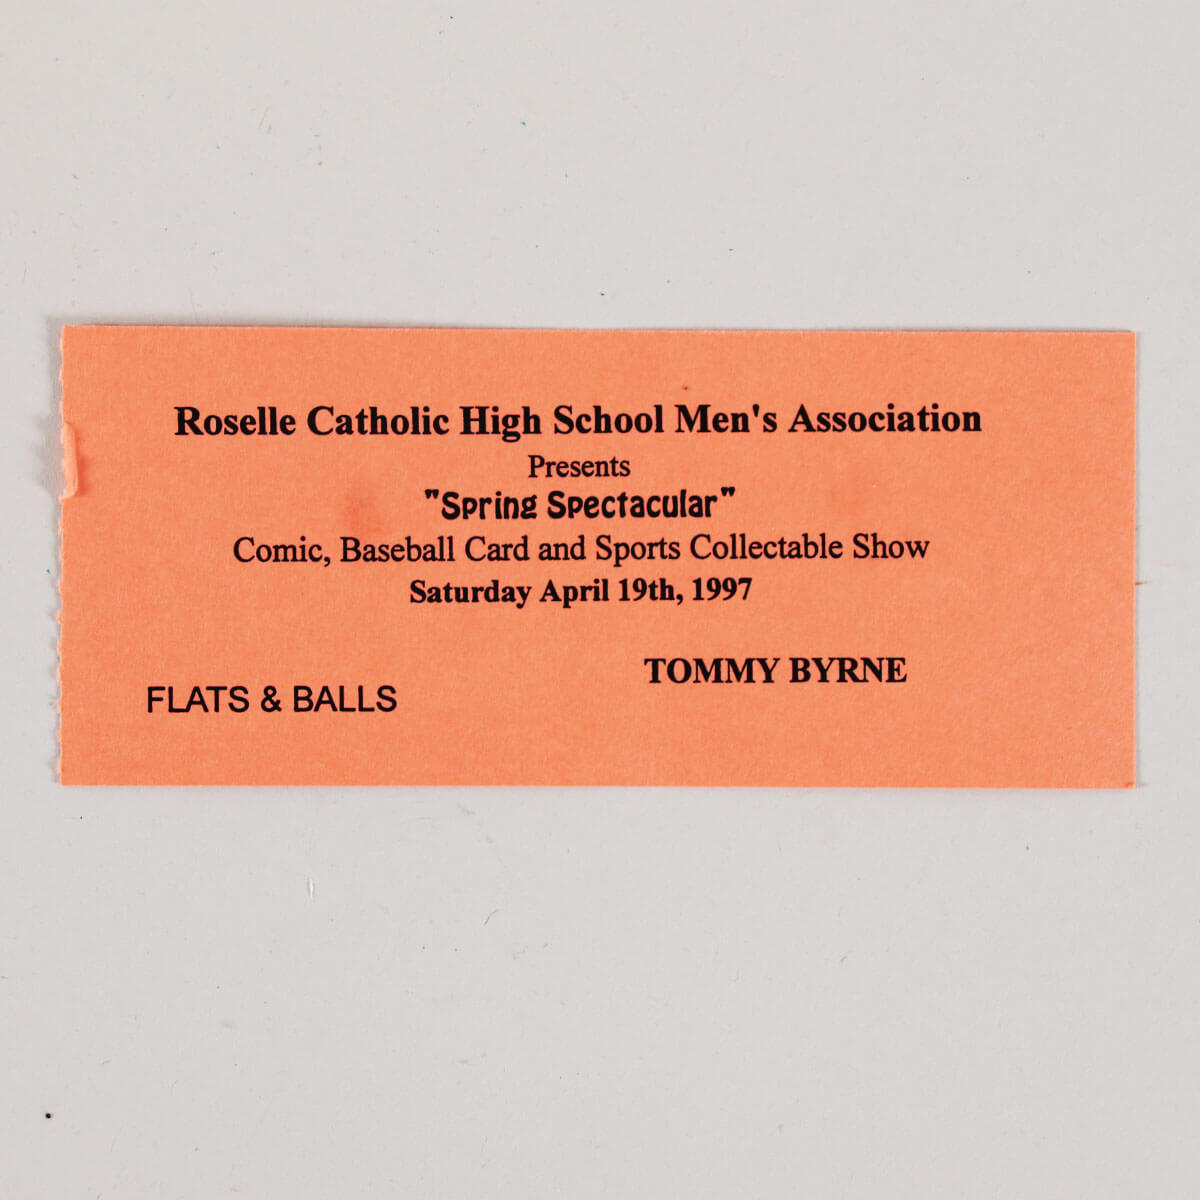 Roselle Catholic High School Men's Association
Presents
"Spring Spectacular"
Comic, Baseball Card and Sports Collectable Show
Saturday April 19th, 1997
TOMMY BYRNE
FLATS & BALLS